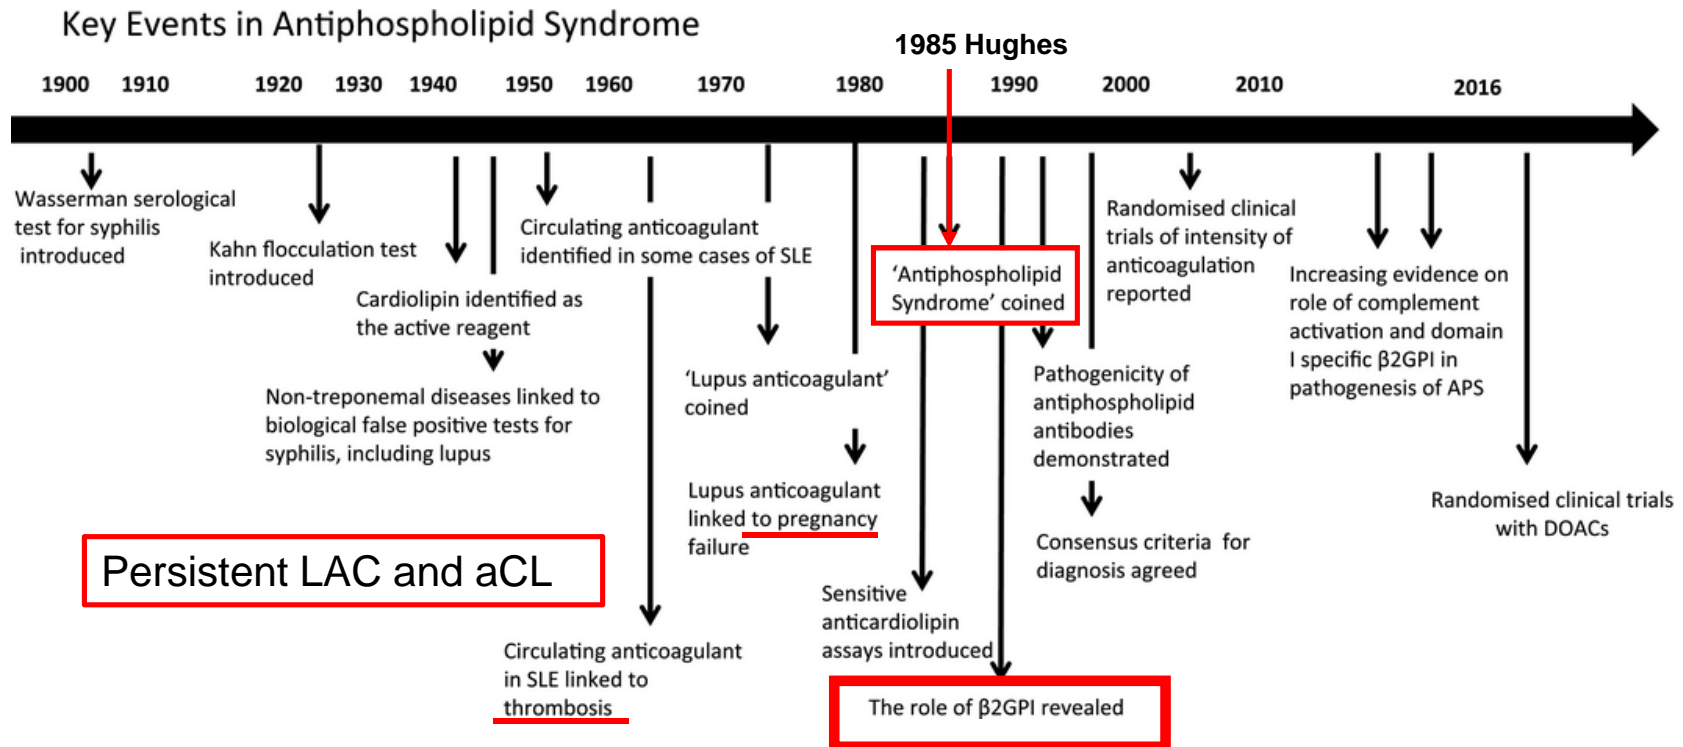 Key Events in Antiphospholipid Syndrome
1985 Hughes
1900 1910 1920 1930 1940 1950 1960 1970 1980 1990 2000 2010 2016
Wasserman serological
test for syphilis
introduced
Kahn flocculation test
introduced
Cardiolipin identified as
the active reagent
Non-treponemal diseases linked to
biological false positive tests for
syphilis, including lupus
Circulating anticoagulant
identified in some cases of SLE
Circulating anticoagulant
in SLE linked to
thrombosis
'Lupus anticoagulant'
coined
Lupus anticoagulant
linked to pregnancy
failure
Sensitive
anticardiolipin
assays introduced
'Antiphospholipid
Syndrome' coined
The role of β2GPI revealed
Pathogenicity of
antiphospholipid
antibodies
demonstrated
Consensus criteria for
diagnosis agreed
Randomised clinical
trials of intensity of
anticoagulation
reported
Increasing evidence on
role of complement
activation and domain
I specific β2GPI in
pathogenesis of APS
Randomised clinical trials
with DOACs
Persistent LAC and aCL